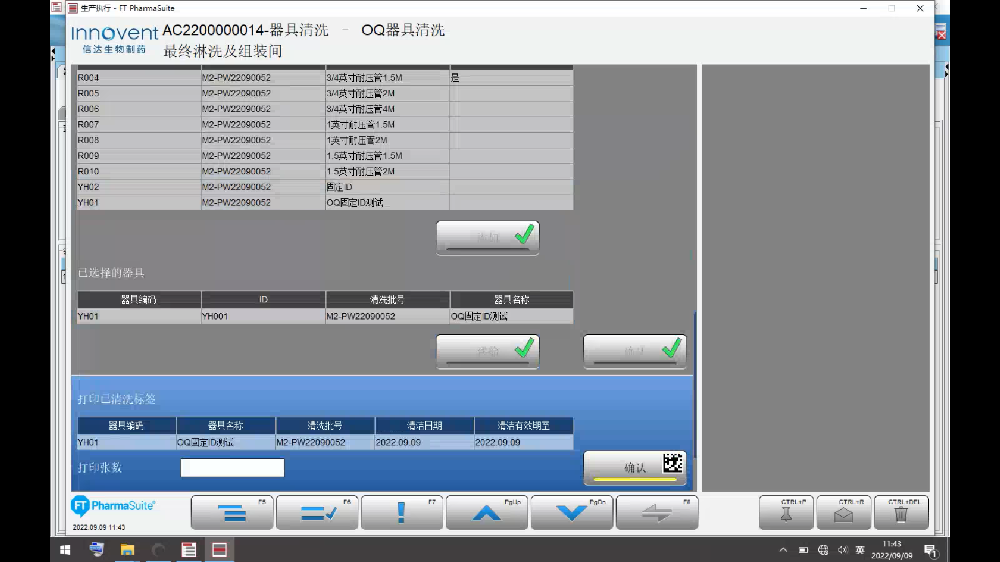 生产执行 - FT PharmaSuite
Innovent
信达生物制药
AC2200000014-器具清洗 - OQ器具清洗
最终淋洗及组装间
R004 M2-PW22090052 3/4英寸耐压管1.5M 是
R005 M2-PW22090052 3/4英寸耐压管2M
R006 M2-PW22090052 3/4英寸耐压管4M
R007 M2-PW22090052 1英寸耐压管1.5M
R008 M2-PW22090052 1英寸耐压管2M
R009 M2-PW22090052 1.5英寸耐压管1.5M
R010 M2-PW22090052 1.5英寸耐压管2M
YH02 M2-PW22090052 固定ID
YH01 M2-PW22090052 OQ固定ID测试
已选择的器具
器具编码 ID 清洗批号 器具名称
YH01 YH001 M2-PW22090052 OQ固定ID测试
打印已清洗标签
器具编码 器具名称 清洗批号 清洁日期 清洁有效期至
YH01 OQ固定ID测试 M2-PW22090052 2022.09.09 2022.09.09
打印张数
确认
FT PharmaSuite®
2022.09.09 11:43
F5 F6 F7 PgUp PgDn F8 CTRL+P CTRL+R CTRL+DEL
英
11:43
2022/09/09
1